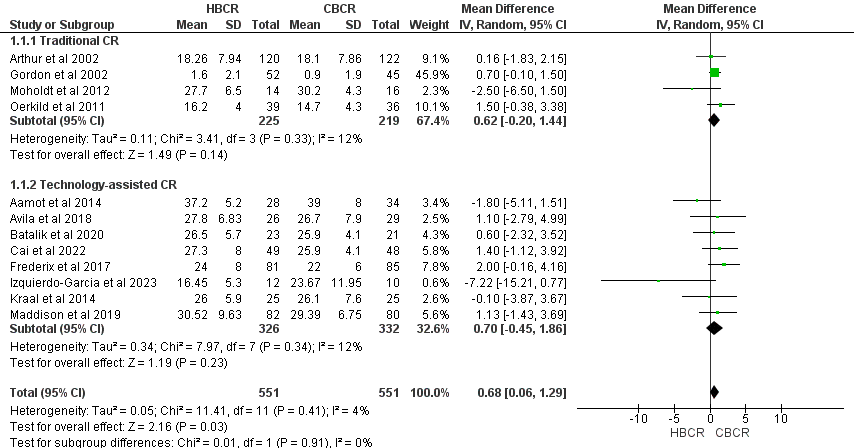 HBCR CBCR Mean Difference Mean Difference
Study or Subgroup Mean SD Total Mean SD Total Weight IV, Random, 95% CI IV, Random, 95% CI
1.1.1 Traditional CR
Arthur et al 2002 18.26 7.94 120 18.1 7.86 122 9.1% 0.16 [-1.83, 2.15]
Gordon et al 2002 1.6 2.1 52 0.9 1.9 45 45.9% 0.70 [-0.10, 1.50]
Moholdt et al 2012 27.7 6.5 14 30.2 4.3 16 2.3% -2.50 [-6.50, 1.50]
Oerkild et al 2011 16.2 4 39 14.7 4.3 36 10.1% 1.50 [-0.38, 3.38]
Subtotal (95% CI) 225 219 67.4% 0.62 [-0.20, 1.44]
Heterogeneity: Tau² = 0.11; Chi² = 3.41, df = 3 (P = 0.33); I² = 12%
Test for overall effect: Z = 1.49 (P = 0.14)
1.1.2 Technology-assisted CR
Aamot et al 2014 37.2 5.2 28 39 8 34 3.4% -1.80 [-5.11, 1.51]
Avila et al 2018 27.8 6.83 26 26.7 7.9 29 2.4% 1.10 [-2.79, 4.99]
Batalik et al 2020 26.5 5.7 23 25.9 4.1 21 4.3% 0.60 [-2.32, 3.52]
Cai et al 2022 27.3 8 49 25.9 4.1 48 5.7% 1.40 [-1.12, 3.92]
Frederix et al 2017 24 8 81 22 6 85 7.8% 2.00 [-0.16, 4.16]
Izquierdo-Garcia et al 2023 16.45 5.3 12 23.67 11.95 10 0.6% -7.22 [-15.21, 0.77]
Kraal et al 2014 26 5.9 25 26.1 7.6 25 2.7% -0.10 [-3.87, 3.67]
Maddison et al 2019 30.52 9.63 82 29.39 6.75 80 5.6% 1.13 [-1.43, 3.69]
Subtotal (95% CI) 326 332 32.6% 0.70 [-0.45, 1.86]
Heterogeneity: Tau² = 0.34; Chi² = 7.97, df = 7 (P = 0.34); I² = 12%
Test for overall effect: Z = 1.19 (P = 0.23)
Total (95% CI) 551 551 100.0% 0.68 [0.06, 1.29]
Heterogeneity: Tau² = 0.05; Chi² = 11.41, df = 11 (P = 0.41); I² = 4%
Test for overall effect: Z = 2.16 (P = 0.03)
Test for subgroup differences: Chi² = 0.01, df = 1 (P = 0.91), I² = 0%
-10 -5 0 5 10
HBCR CBCR